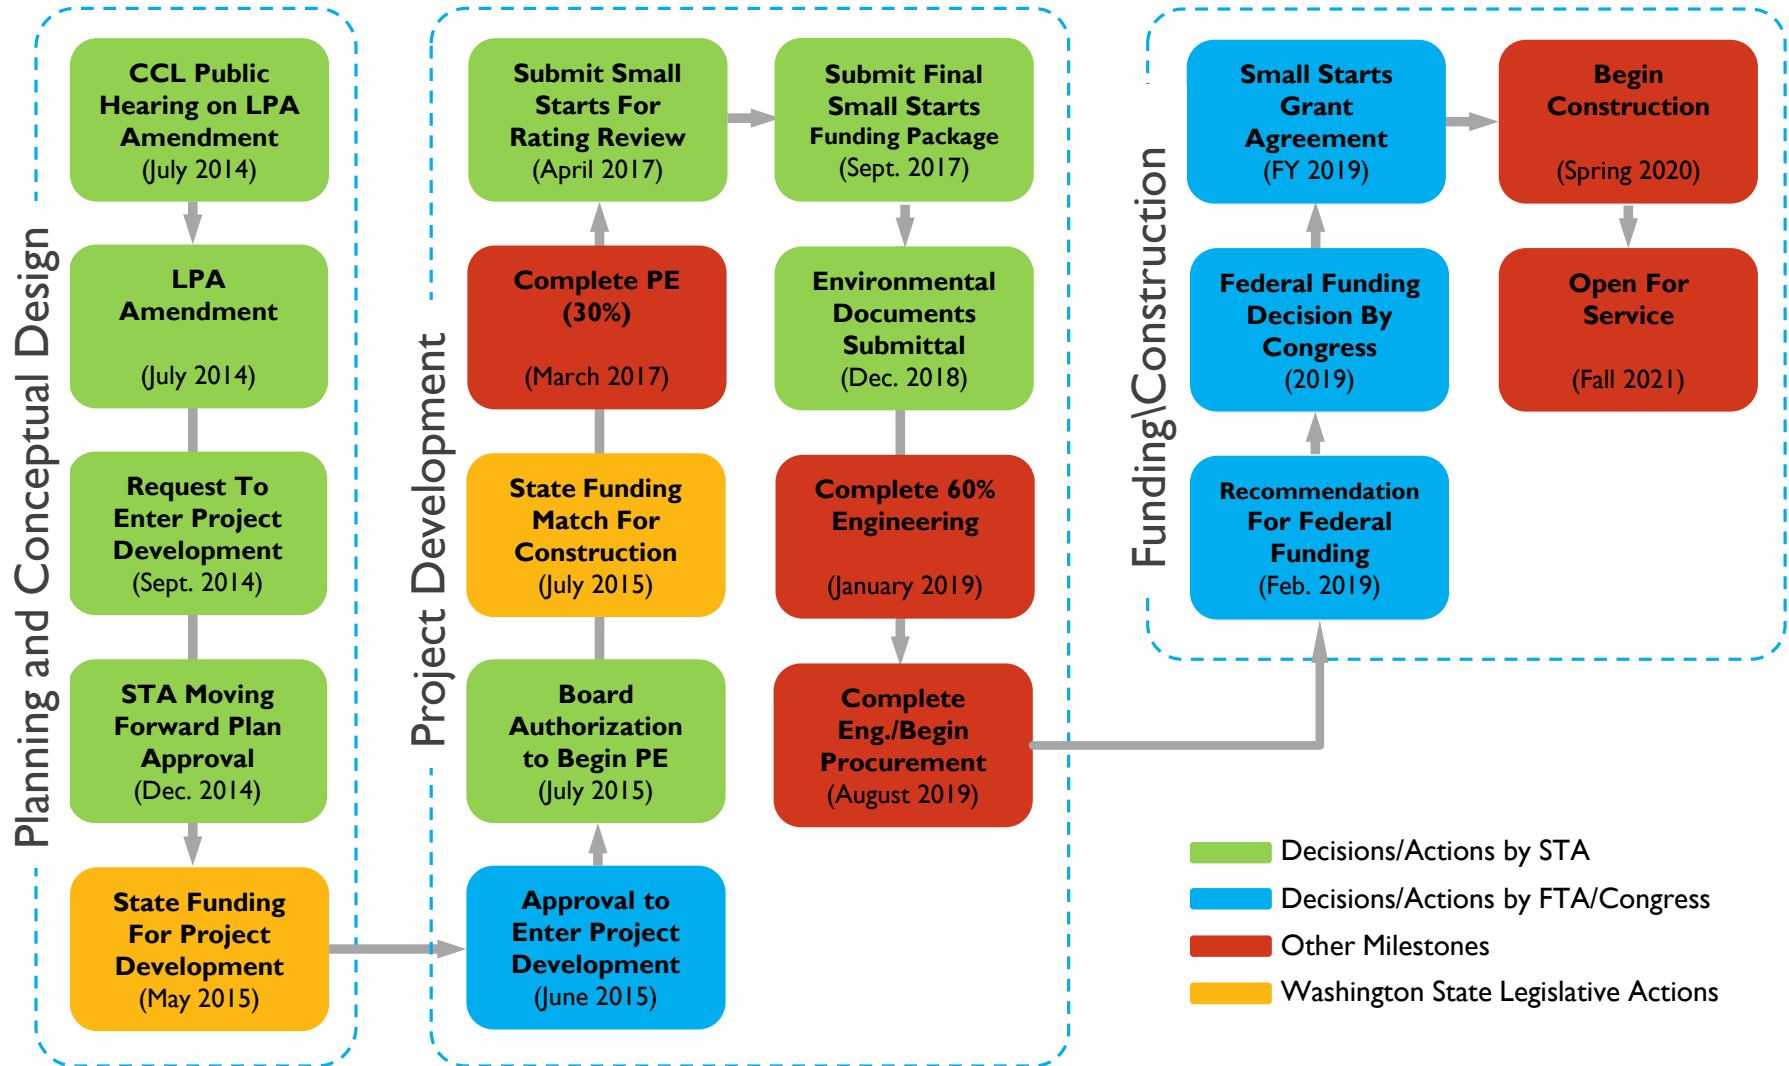 Planning and Conceptual Design
CCL Public
Hearing on LPA
Amendment
(July 2014)
LPA
Amendment
(July 2014)
Request To
Enter Project
Development
(Sept. 2014)
STA Moving
Forward Plan
Approval
(Dec. 2014)
State Funding
For Project
Development
(May 2015)
Project Development
Approval to
Enter Project
Development
(June 2015)
Board
Authorization
to Begin PE
(July 2015)
State Funding
Match For
Construction
(July 2015)
Complete PE
(30%)
(March 2017)
Submit Small
Starts For
Rating Review
(April 2017)
Submit Final
Small Starts
Funding Package
(Sept. 2017)
Environmental
Documents
Submittal
(Dec. 2018)
Complete 60%
Engineering
(January 2019)
Complete
Eng./Begin
Procurement
(August 2019)
Funding\Construction
Recommendation
For Federal
Funding
(Feb. 2019)
Federal Funding
Decision By
Congress
(2019)
Small Starts
Grant
Agreement
(FY 2019)
Begin
Construction
(Spring 2020)
Open For
Service
(Fall 2021)
Decisions/Actions by STA
Decisions/Actions by FTA/Congress
Other Milestones
Washington State Legislative Actions